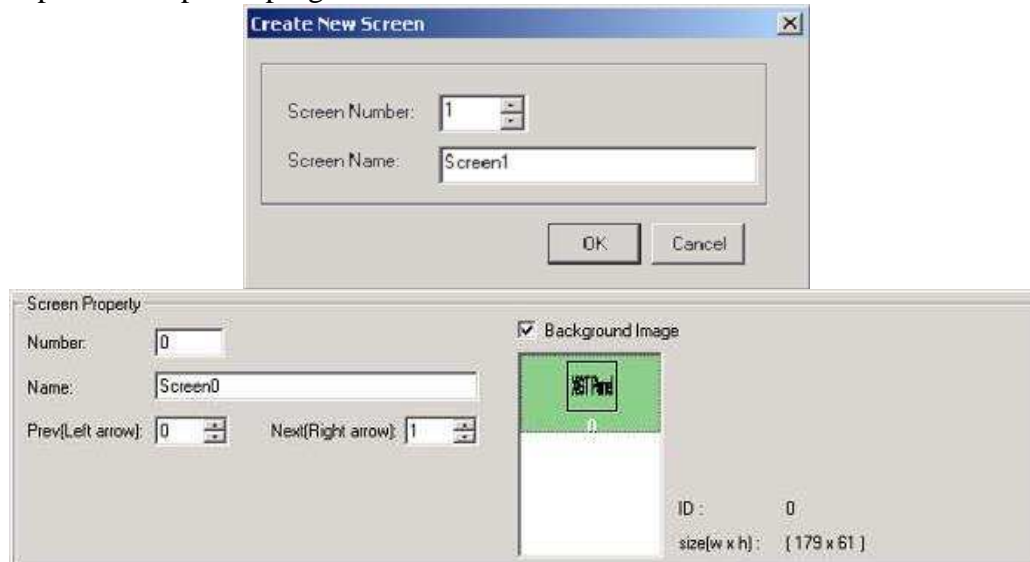 Create New Screen
Screen Number: 1
Screen Name: Screen1
OK Cancel
Screen Property
Number: 0
Name: Screen0
Prev(Left arrow): 0 Next(Right arrow): 1
Background Image
0
ID : 0
size(w x h) : ( 179 x 61 )